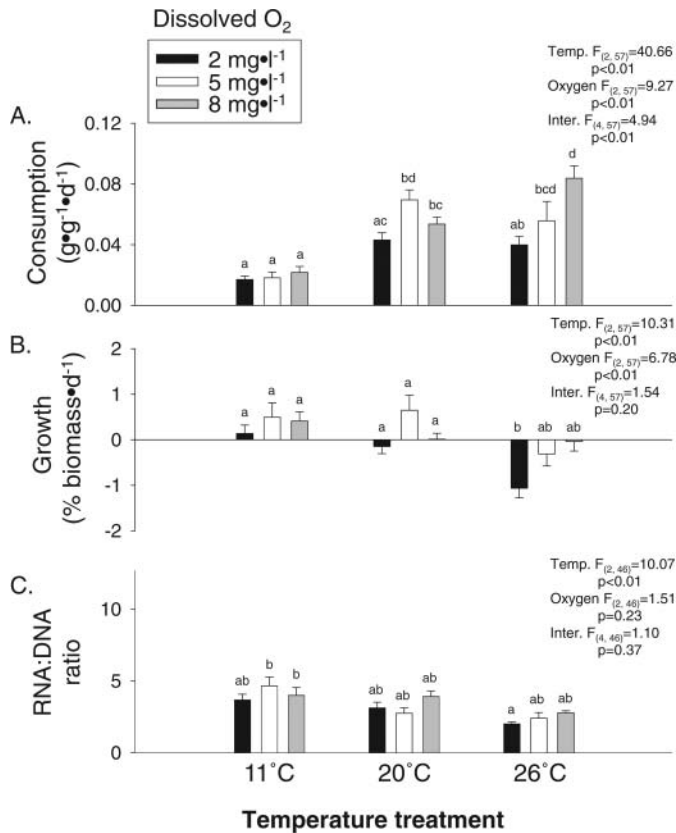 Dissolved O2
2 mg•l-1
5 mg•l-1
8 mg•l-1
A.
Temp. F(2, 57)=40.66
p<0.01
Oxygen F(2, 57)=9.27
p<0.01
Inter. F(4, 57)=4.94
p<0.01
Consumption
(g•g-1•d-1)
0.12
0.08
0.04
0.00
a a a
ac bd bc
ab bcd d
B.
Temp. F(2, 57)=10.31
p<0.01
Oxygen F(2, 57)=6.78
p<0.01
Inter. F(4, 57)=1.54
p=0.20
Growth
(% biomass•d-1)
2
1
0
-1
-2
a a a
a a a
b ab ab
C.
Temp. F(2, 46)=10.07
p<0.01
Oxygen F(2, 46)=1.51
p=0.23
Inter. F(4, 46)=1.10
p=0.37
RNA:DNA
ratio
10
5
0
ab b b
ab ab ab
a ab ab
11˚C 20˚C 26˚C
Temperature treatment